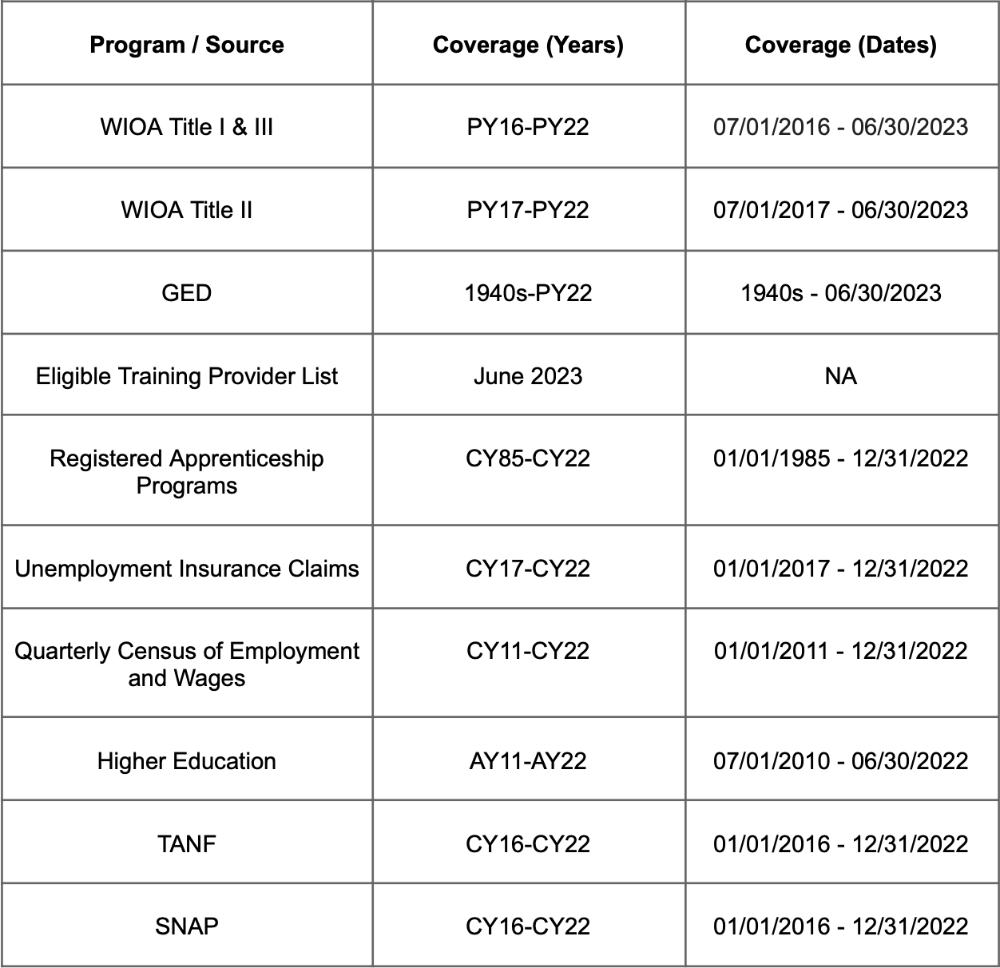 Program / Source Coverage (Years) Coverage (Dates)
WIOA Title I & III PY16-PY22 07/01/2016 - 06/30/2023
WIOA Title II PY17-PY22 07/01/2017 - 06/30/2023
GED 1940s-PY22 1940s - 06/30/2023
Eligible Training Provider List June 2023 NA
Registered Apprenticeship CY85-CY22 01/01/1985 - 12/31/2022
Programs
Unemployment Insurance Claims CY17-CY22 01/01/2017 - 12/31/2022
Quarterly Census of Employment CY11-CY22 01/01/2011 - 12/31/2022
and Wages
Higher Education AY11-AY22 07/01/2010 - 06/30/2022
TANF CY16-CY22 01/01/2016 - 12/31/2022
SNAP CY16-CY22 01/01/2016 - 12/31/2022